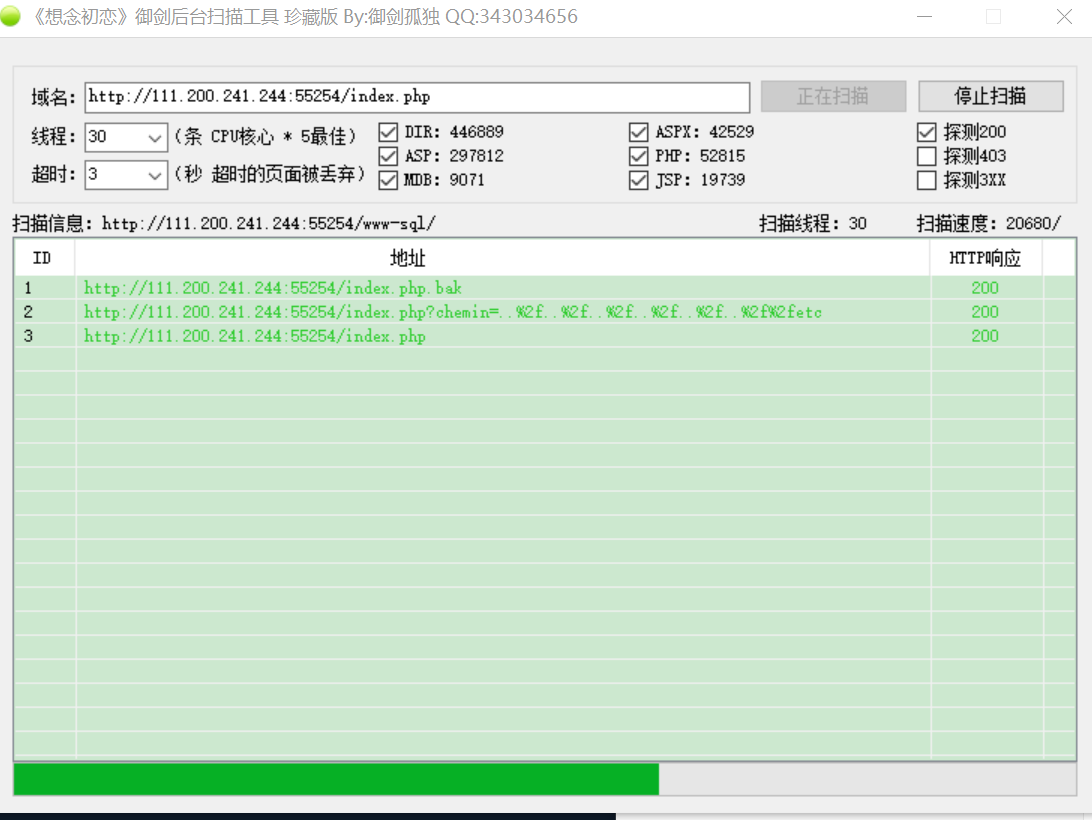 《想念初恋》御剑后台扫描工具 珍藏版 By:御剑孤独 QQ:343034656
域名: http://111.200.241.244:55254/index.php 正在扫描 停止扫描
线程: 30 (条 CPU核心 * 5最佳) DIR: 446889 ASPX: 42529 探测200
ASP: 297812 PHP: 52815 探测403
超时: 3 (秒 超时的页面被丢弃) MDB: 9071 JSP: 19739 探测3XX
扫描信息: http://111.200.241.244:55254/www-sql/ 扫描线程: 30 扫描速度: 20680/
ID 地址 HTTP响应
1 http://111.200.241.244:55254/index.php.bak 200
2 http://111.200.241.244:55254/index.php?chemin=..%2f..%2f..%2f..%2f..%2f..%2f%2fetc 200
3 http://111.200.241.244:55254/index.php 200